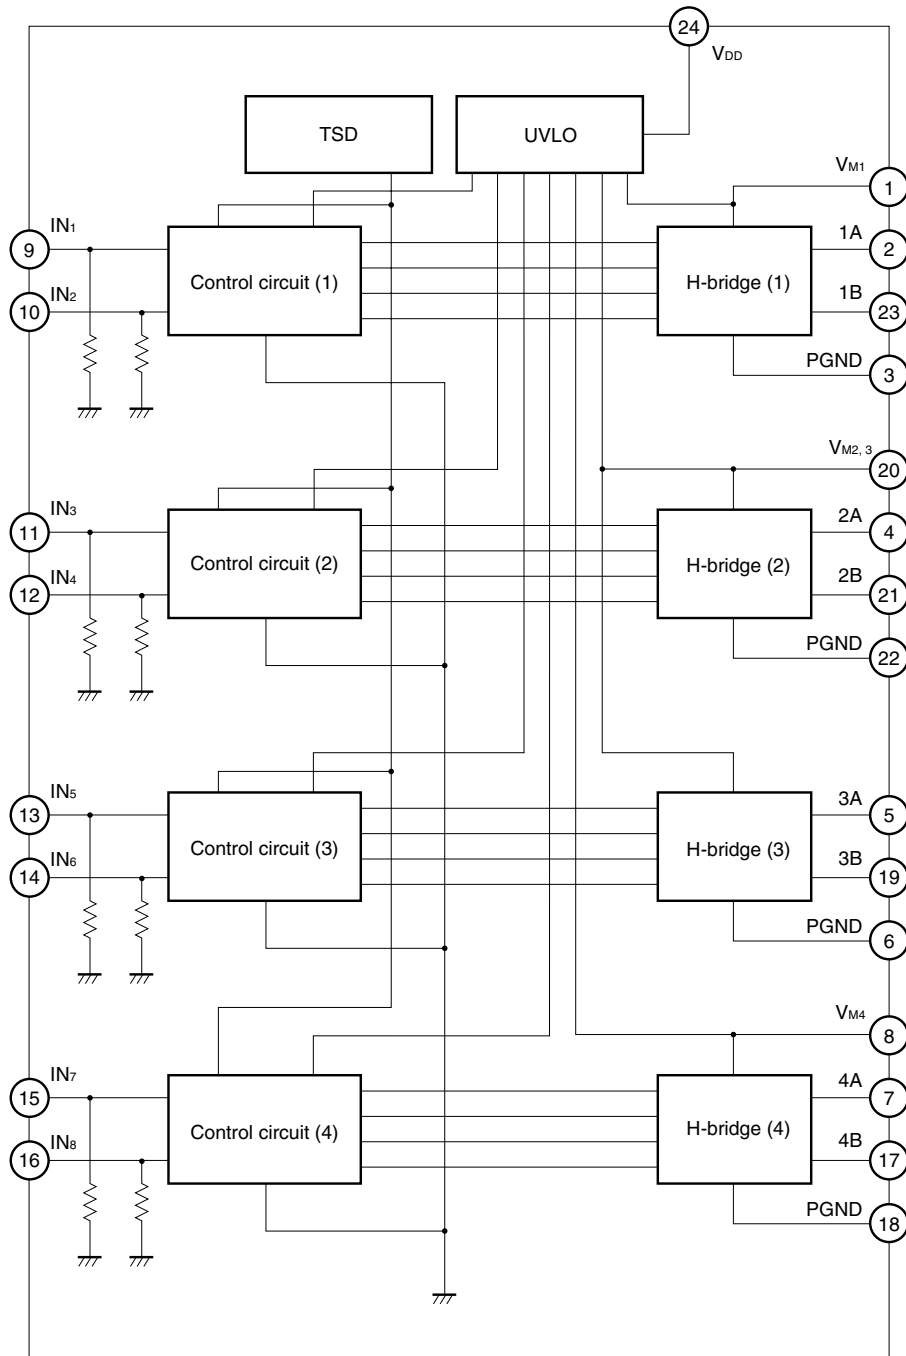 24
VDD
TSD
UVLO
VM1
1
IN1
9
1A
2
Control circuit (1)
H-bridge (1)
IN2
10
1B
23
PGND
3
VM2, 3
20
IN3
11
2A
4
Control circuit (2)
H-bridge (2)
IN4
12
2B
21
PGND
22
IN5
13
3A
5
Control circuit (3)
H-bridge (3)
IN6
14
3B
19
PGND
6
VM4
8
IN7
15
4A
7
Control circuit (4)
H-bridge (4)
IN8
16
4B
17
PGND
18